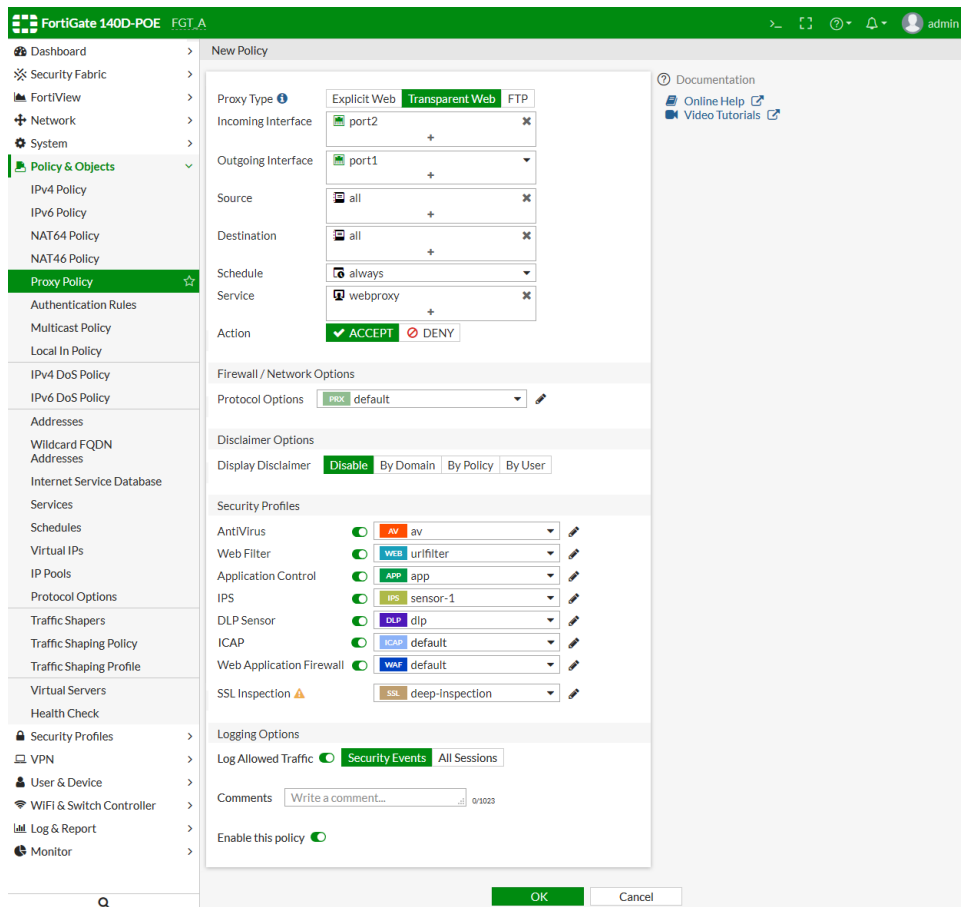 FortiGate 140D-POE FGT_A
>_ admin
Dashboard
Security Fabric
FortiView
Network
System
Policy & Objects
IPv4 Policy
IPv6 Policy
NAT64 Policy
NAT46 Policy
Proxy Policy
Authentication Rules
Multicast Policy
Local In Policy
IPv4 DoS Policy
IPv6 DoS Policy
Addresses
Wildcard FQDN
Addresses
Internet Service Database
Services
Schedules
Virtual IPs
IP Pools
Protocol Options
Traffic Shapers
Traffic Shaping Policy
Traffic Shaping Profile
Virtual Servers
Health Check
Security Profiles
VPN
User & Device
WiFi & Switch Controller
Log & Report
Monitor
New Policy
Proxy Type Explicit Web Transparent Web FTP
Incoming Interface port2
+
Outgoing Interface port1
+
Source all
+
Destination all
+
Schedule always
Service webproxy
+
Action ACCEPT DENY
Firewall / Network Options
Protocol Options PRX default
Disclaimer Options
Display Disclaimer Disable By Domain By Policy By User
Security Profiles
AntiVirus AV av
Web Filter WEB urlfilter
Application Control APP app
IPS IPS sensor-1
DLP Sensor DLP dlp
ICAP ICAP default
Web Application Firewall WAF default
SSL Inspection SSL deep-inspection
Logging Options
Log Allowed Traffic Security Events All Sessions
Comments Write a comment... 0/1023
Enable this policy
OK Cancel
Documentation
Online Help
Video Tutorials